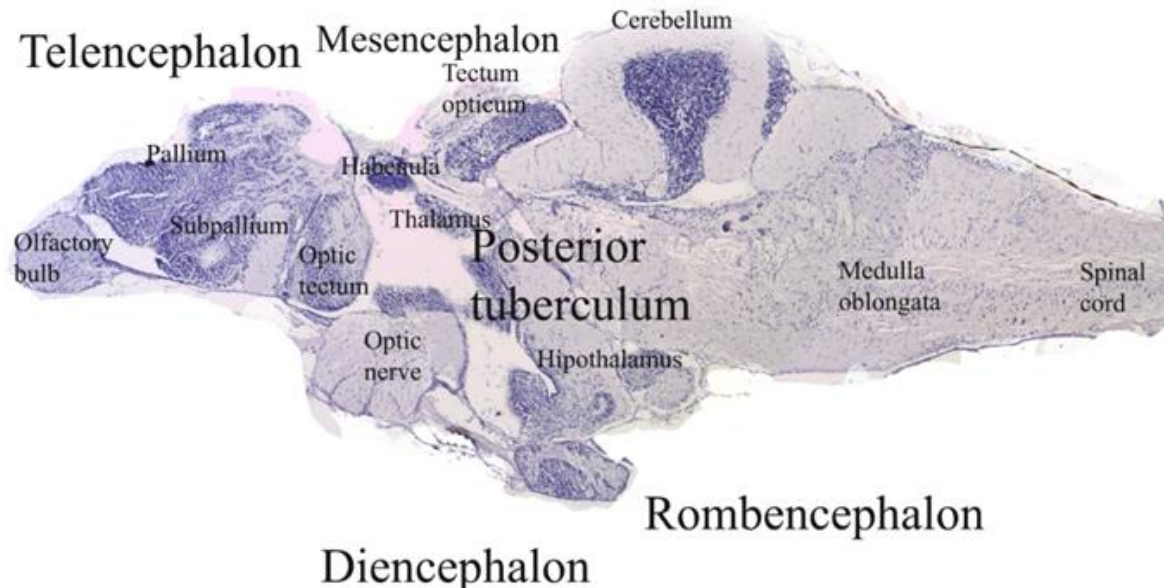 Telencephalon
Mesencephalon
Cerebellum
Tectum
opticum
Pallium
Habenula
Subpallium
Thalamus
Olfactory
bulb
Optic
tectum
Posterior
tuberculum
Medulla
oblongata
Spinal
cord
Optic
nerve
Hipothalamus
Rombencephalon
Diencephalon